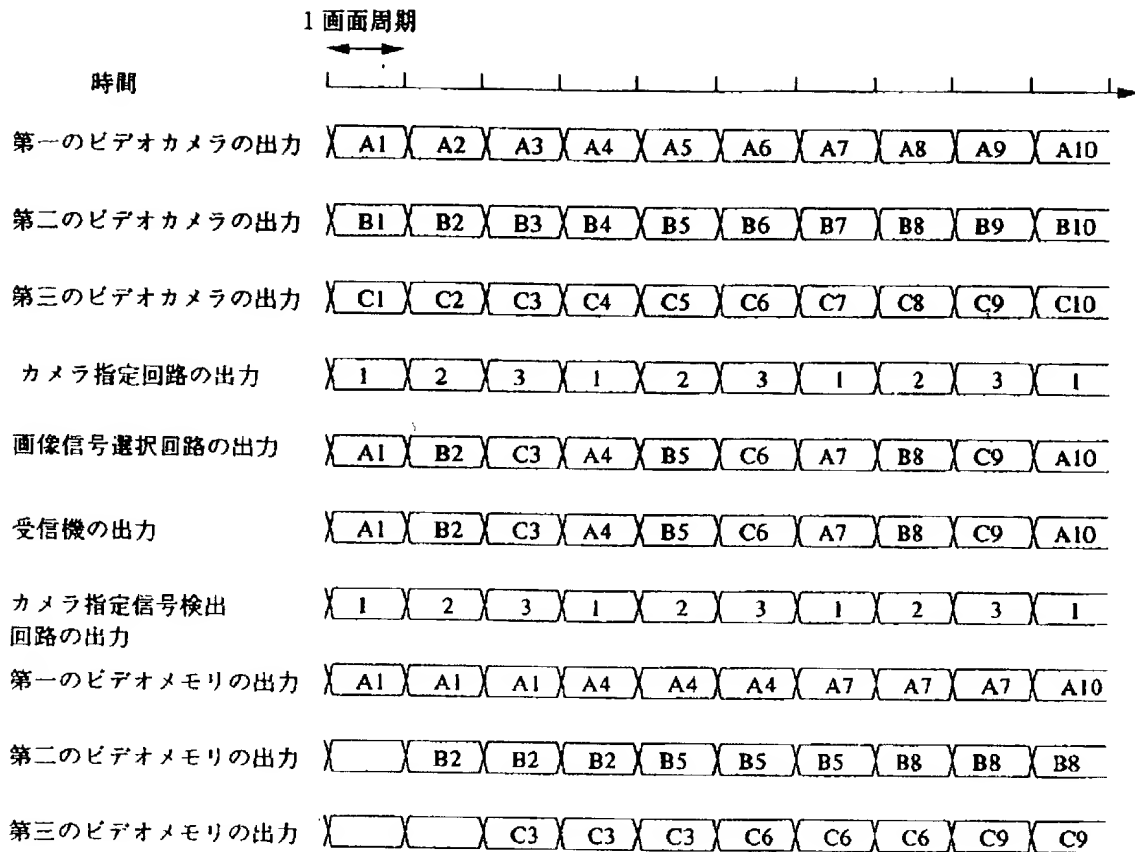 1 画面周期
時間
第一のビデオカメラの出力 A1 A2 A3 A4 A5 A6 A7 A8 A9 A10
第二のビデオカメラの出力 B1 B2 B3 B4 B5 B6 B7 B8 B9 B10
第三のビデオカメラの出力 C1 C2 C3 C4 C5 C6 C7 C8 C9 C10
カメラ指定回路の出力 1 2 3 1 2 3 1 2 3 1
画像信号選択回路の出力 A1 B2 C3 A4 B5 C6 A7 B8 C9 A10
受信機の出力 A1 B2 C3 A4 B5 C6 A7 B8 C9 A10
カメラ指定信号検出
回路の出力 1 2 3 1 2 3 1 2 3 1
第一のビデオメモリの出力 A1 A1 A1 A4 A4 A4 A7 A7 A7 A10
第二のビデオメモリの出力 B2 B2 B2 B5 B5 B5 B8 B8 B8
第三のビデオメモリの出力 C3 C3 C3 C6 C6 C6 C9 C9